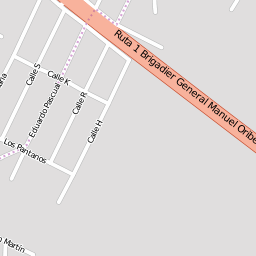 Ruta 1 Brigadier General Manuel Oribe
Calle S
Calle K
Eduardo Pascual
Calle R
Calle H
Los Pantanos
Martín